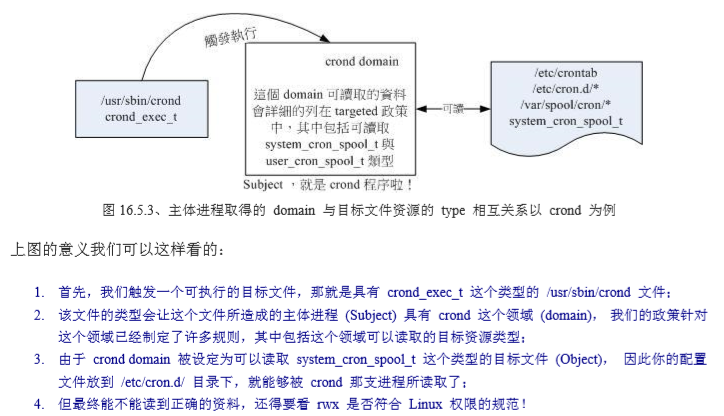 觸發執行
/usr/sbin/crond
crond_exec_t
crond domain
這個 domain 可讀取的資料
會詳細的列在 targeted 政策
中，其中包括可讀取
system_cron_spool_t 與
user_cron_spool_t 類型
Subject ，就是 crond 程序啦！
可讀
/etc/crontab
/etc/cron.d/*
/var/spool/cron/*
system_cron_spool_t
图 16.5.3、主体进程取得的 domain 与目标文件资源的 type 相互关系以 crond 为例
上图的意义我们可以这样看的：
1. 首先，我们触发一个可执行的目标文件，那就是具有 crond_exec_t 这个类型的 /usr/sbin/crond 文件；
2. 该文件的类型会让这个文件所造成的主体进程 (Subject) 具有 crond 这个领域 (domain)， 我们的政策针对
这个领域已经制定了许多规则，其中包括这个领域可以读取的目标资源类型；
3. 由于 crond domain 被设定为可以读取 system_cron_spool_t 这个类型的目标文件 (Object)， 因此你的配置
文件放到 /etc/cron.d/ 目录下，就能够被 crond 那支进程所读取了；
4. 但最终能不能读到正确的资料，还得要看 rwx 是否符合 Linux 权限的规范！